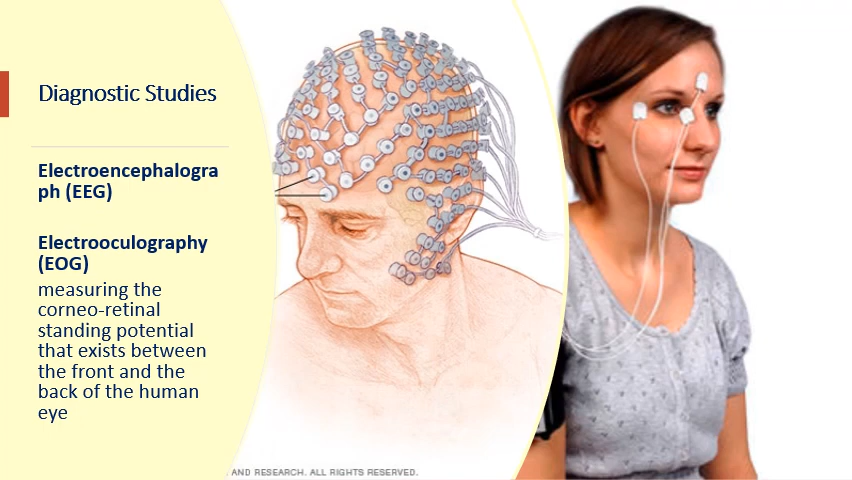 Diagnostic Studies
Electroencephalogra
ph (EEG)
Electrooculography
(EOG)
measuring the
corneo-retinal
standing potential
that exists between
the front and the
back of the human
eye
AND RESEARCH. ALL RIGHTS RESERVED.